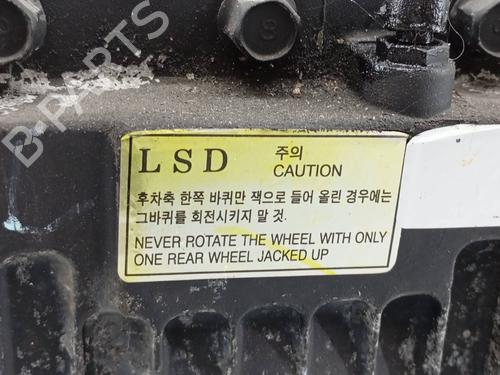 B-PARTS
L S D 주의
CAUTION
후차축 한쪽 바퀴만 잭으로 들어 올린 경우에는
그바퀴를 회전시키지 말 것.
NEVER ROTATE THE WHEEL WITH ONLY
ONE REAR WHEEL JACKED UP